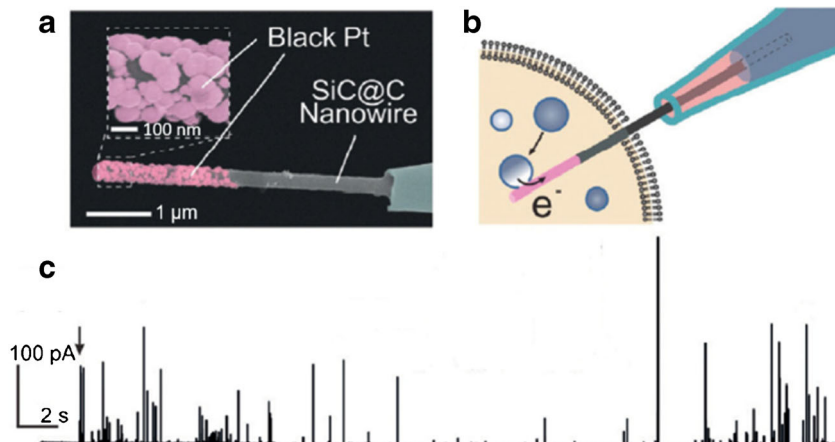 a
Black Pt
SiC@C
Nanowire
100 nm
1 µm
b
e⁻
c
100 pA
2 s